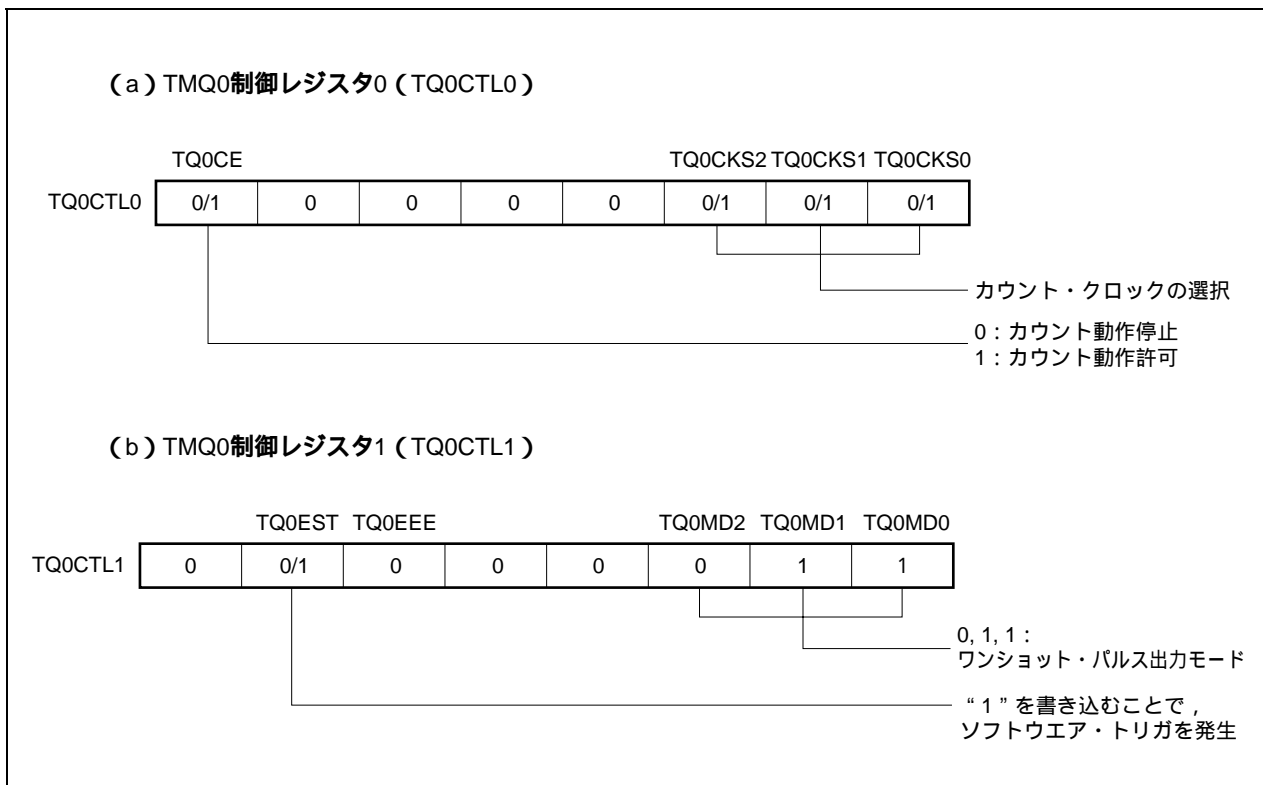 （a）TMQ0制御レジスタ0（TQ0CTL0）
TQ0CE TQ0CKS2 TQ0CKS1 TQ0CKS0
TQ0CTL0 0/1 0 0 0 0 0/1 0/1 0/1
カウント・クロックの選択
0：カウント動作停止
1：カウント動作許可
（b）TMQ0制御レジスタ1（TQ0CTL1）
TQ0EST TQ0EEE TQ0MD2 TQ0MD1 TQ0MD0
TQ0CTL1 0 0/1 0 0 0 0 1 1
0, 1, 1：
ワンショット・パルス出力モード
“1”を書き込むことで，
ソフトウエア・トリガを発生